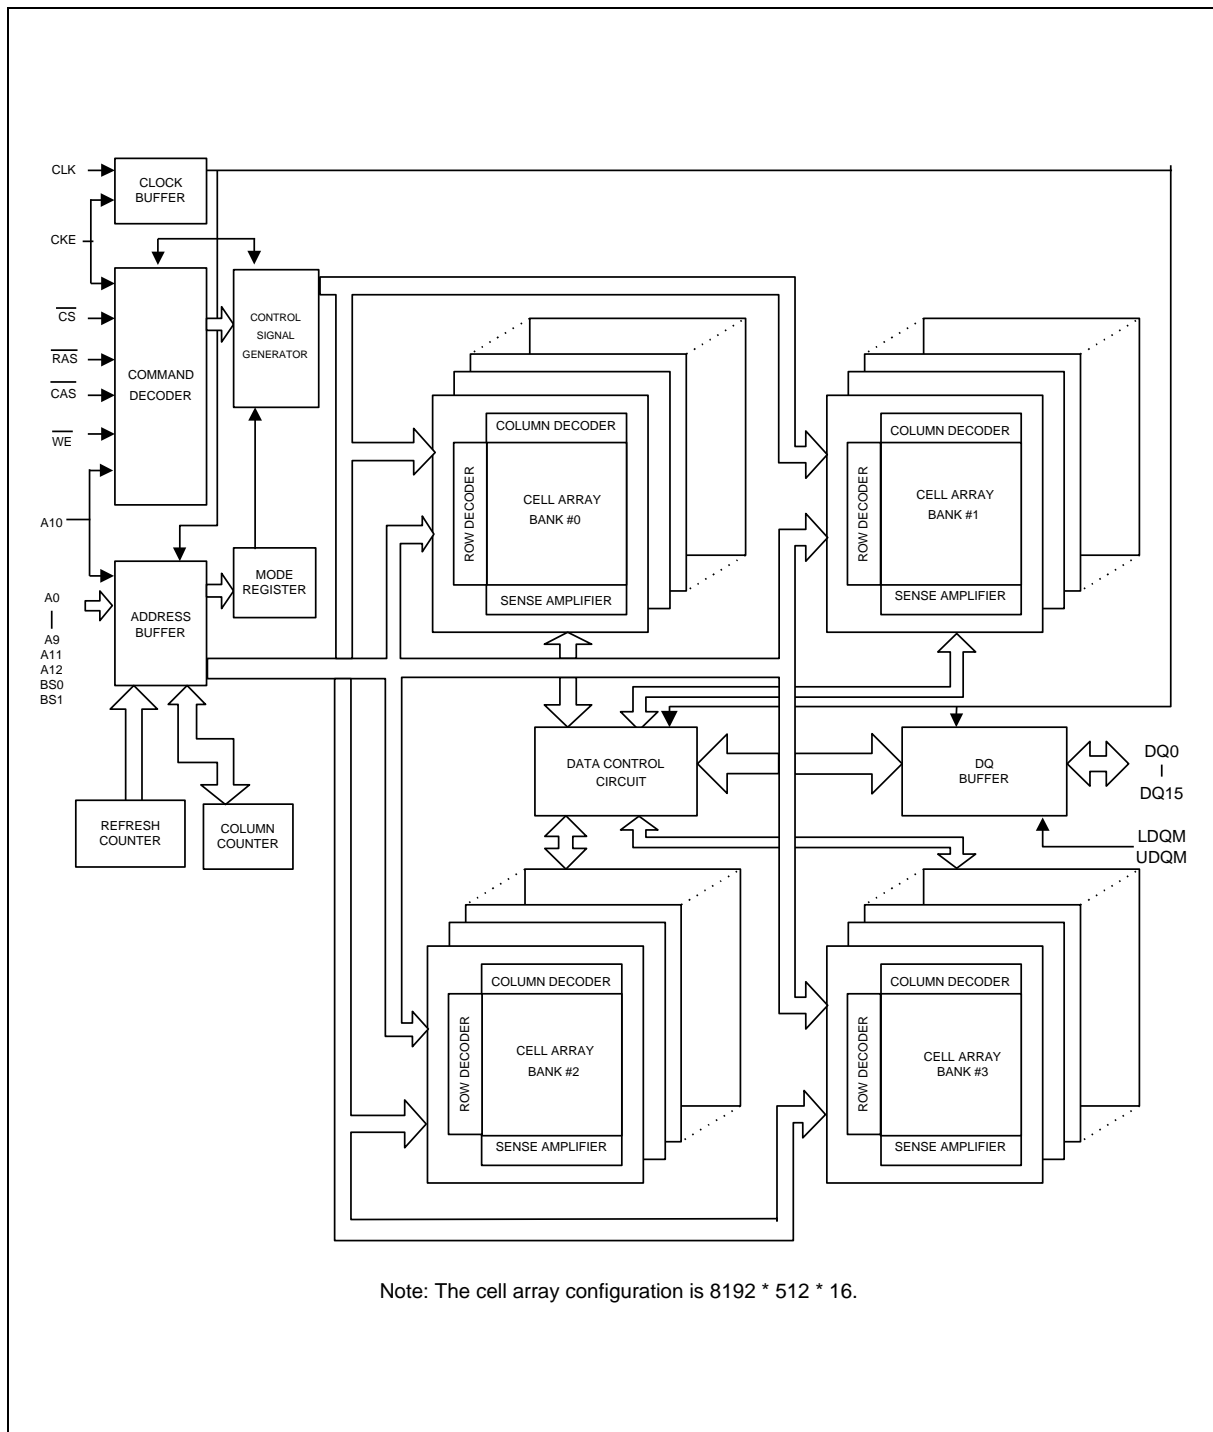 CLK
CLOCK
BUFFER
CKE
CS
RAS
CAS
WE
A10
COMMAND
DECODER
CONTROL
SIGNAL
GENERATOR
A0
A9
A11
A12
BS0
BS1
ADDRESS
BUFFER
MODE
REGISTER
REFRESH
COUNTER
COLUMN
COUNTER
COLUMN DECODER
ROW DECODER
CELL ARRAY
BANK #0
SENSE AMPLIFIER
COLUMN DECODER
ROW DECODER
CELL ARRAY
BANK #1
SENSE AMPLIFIER
DATA CONTROL
CIRCUIT
DQ
BUFFER
DQ0
DQ15
LDQM
UDQM
COLUMN DECODER
ROW DECODER
CELL ARRAY
BANK #2
SENSE AMPLIFIER
COLUMN DECODER
ROW DECODER
CELL ARRAY
BANK #3
SENSE AMPLIFIER
Note: The cell array configuration is 8192 * 512 * 16.